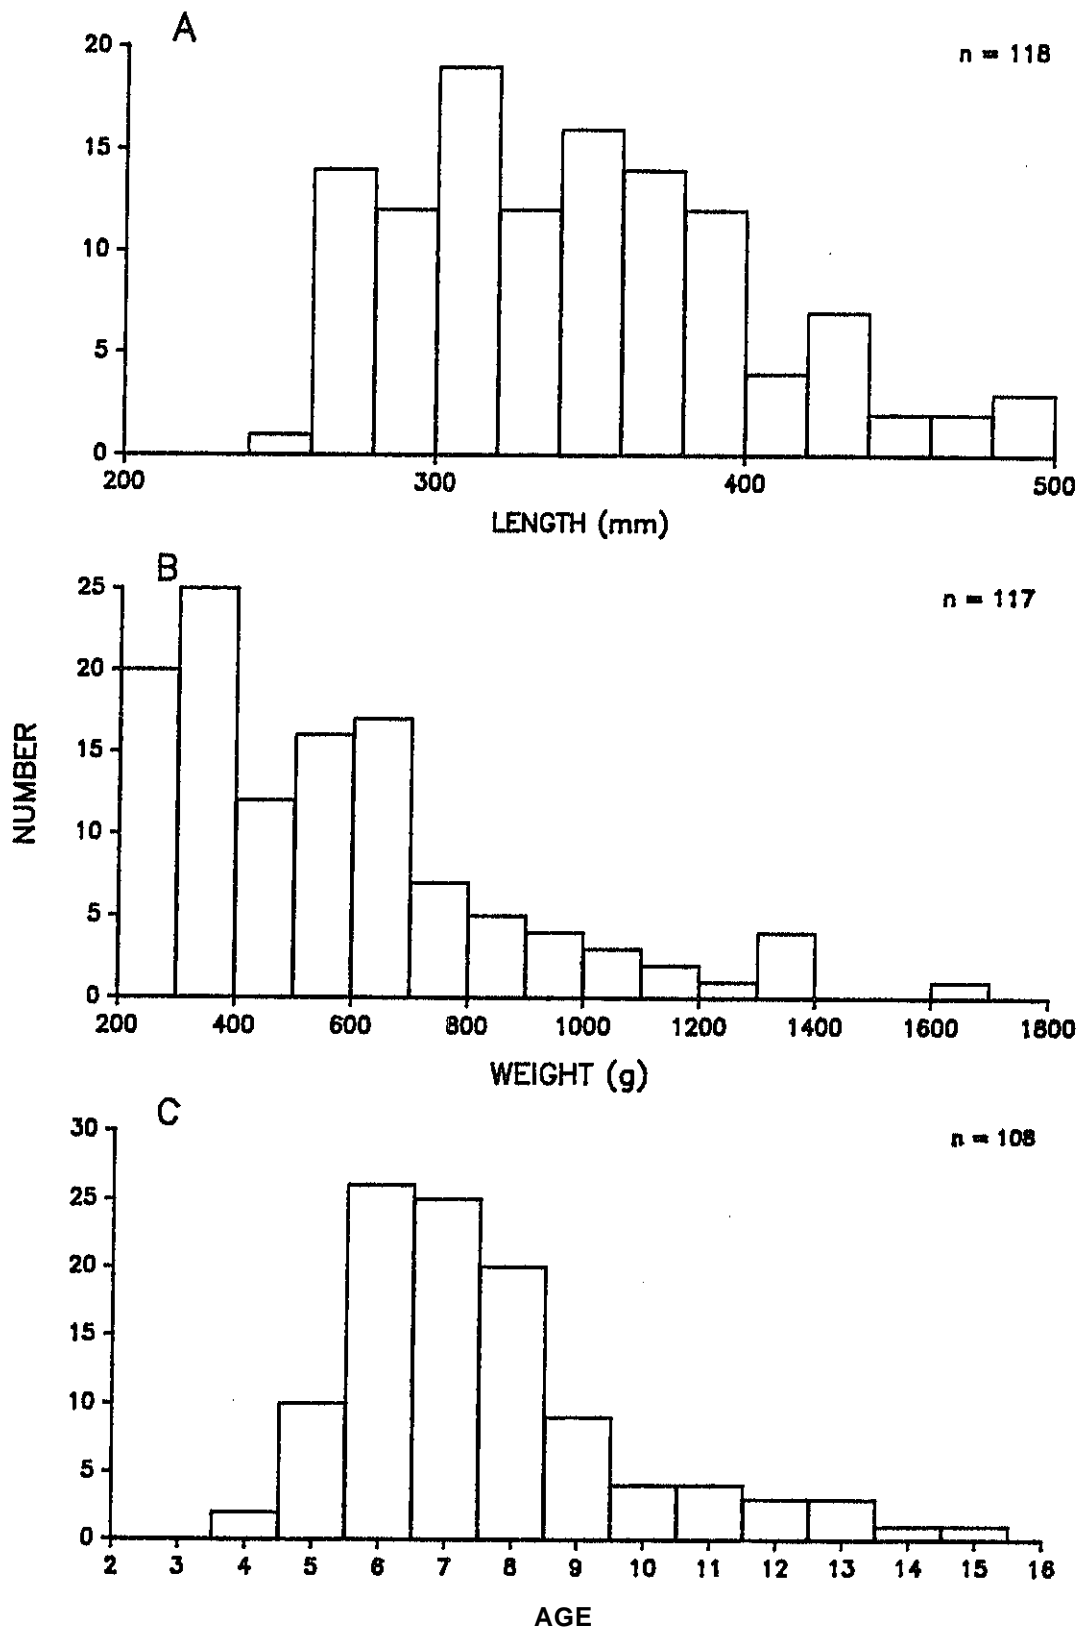 A
n = 118
20
15
10
5
0
200 300 400 500
LENGTH (mm)
B
n = 117
25
20
15
10
5
0
200 400 600 800 1000 1200 1400 1600 1800
WEIGHT (g)
NUMBER
C
n = 108
30
25
20
15
10
5
0
2 3 4 5 6 7 8 9 10 11 12 13 14 15 16
AGE